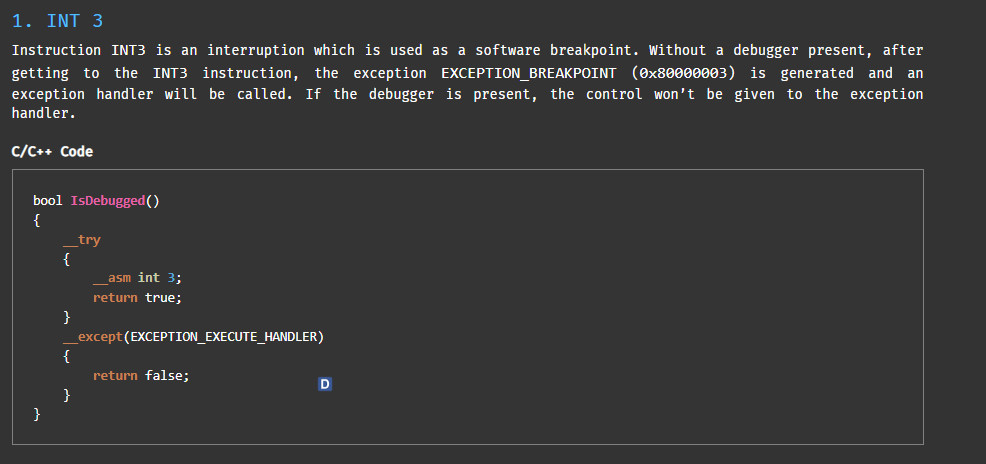 1. INT 3
Instruction INT3 is an interruption which is used as a software breakpoint. Without a debugger present, after
getting to the INT3 instruction, the exception EXCEPTION_BREAKPOINT (0x80000003) is generated and an
exception handler will be called. If the debugger is present, the control won't be given to the exception
handler.
C/C++ Code
bool IsDebugged()
{
    __try
    {
        __asm int 3;
        return true;
    }
    __except(EXCEPTION_EXECUTE_HANDLER)
    {
        return false;
D
    }
}